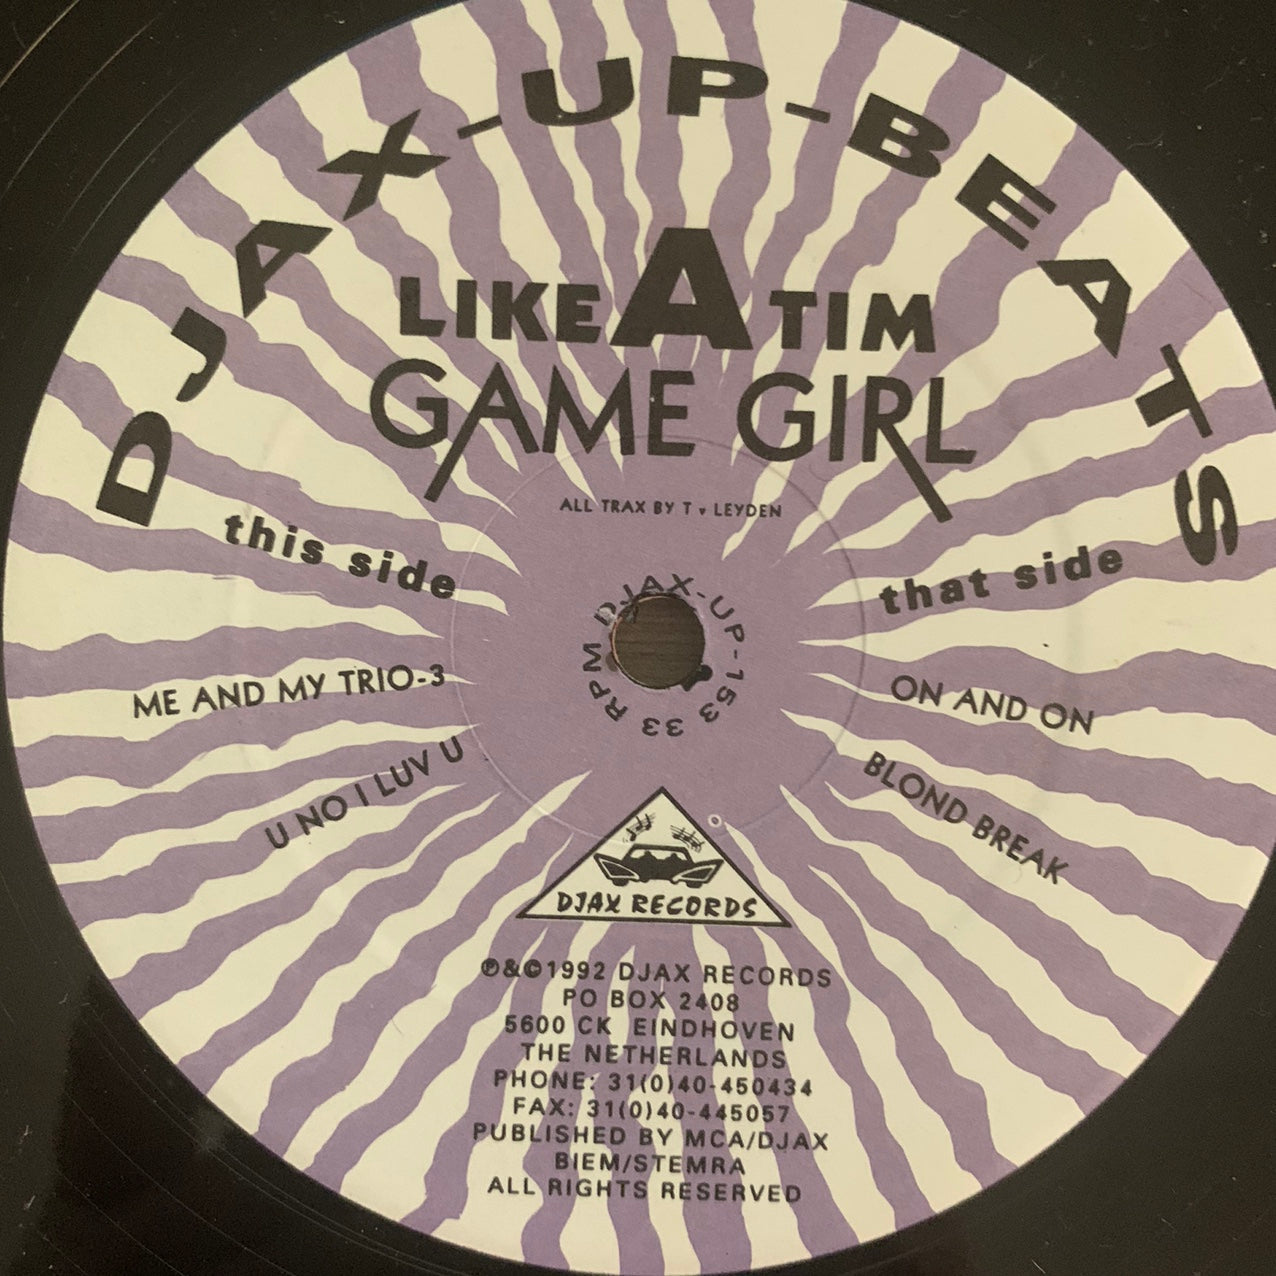 DJAX-UP-BEATS
LIKE A TIM
GAME GIRL
ALL TRAX BY T v LEYDEN
this side
that side
DJAX-UP-153 33 RPM
ME AND MY TRIO-3
U NO I LUV U
ON AND ON
BLOND BREAK
DJAX RECORDS
℗&©1992 DJAX RECORDS
PO BOX 2408
5600 CK EINDHOVEN
THE NETHERLANDS
PHONE: 31(0)40-450434
FAX: 31(0)40-445057
PUBLISHED BY MCA/DJAX
BIEM/STEMRA
ALL RIGHTS RESERVED